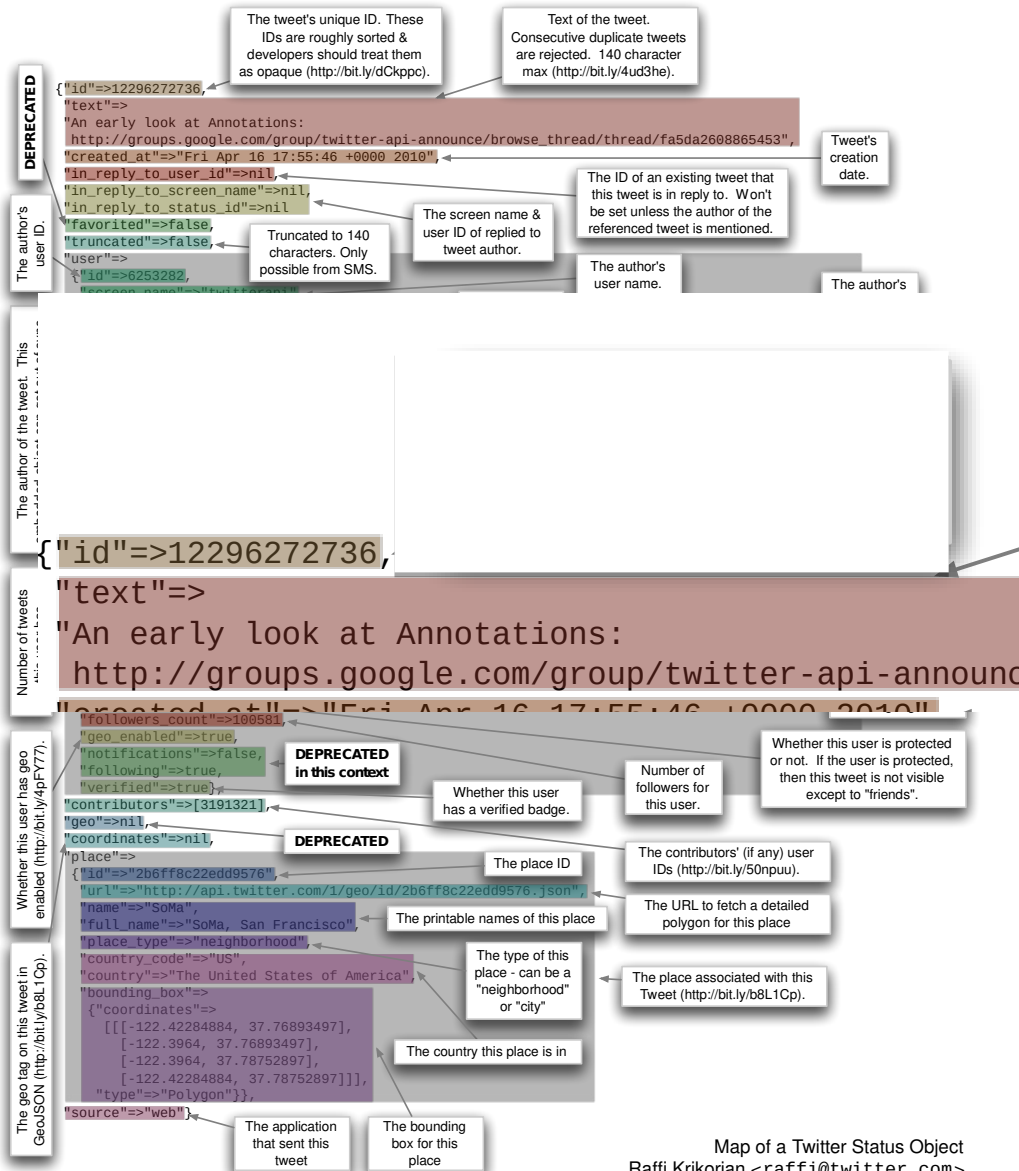 The tweet's unique ID. These
IDs are roughly sorted &
developers should treat them
as opaque (http://bit.ly/dCkppc).
Text of the tweet.
Consecutive duplicate tweets
are rejected. 140 character
max (http://bit.ly/4ud3he).
DEPRECATED
{"id"=>12296272736,
"text"=>
"An early look at Annotations:
http://groups.google.com/group/twitter-api-announce/browse_thread/thread/fa5da2608865453",
"created_at"=>"Fri Apr 16 17:55:46 +0000 2010",
Tweet's
creation
date.
"in_reply_to_user_id"=>nil,
"in_reply_to_screen_name"=>nil,
"in_reply_to_status_id"=>nil
The ID of an existing tweet that
this tweet is in reply to. Won't
be set unless the author of the
referenced tweet is mentioned.
The screen name &
user ID of replied to
tweet author.
"favorited"=>false,
"truncated"=>false,
Truncated to 140
characters. Only
possible from SMS.
The author's
user ID.
"user"=>
{"id"=>6253282,
"screen_name"=>"twitterapi"
The author's
user name.
The author's
The author of the tweet. This
{"id"=>12296272736,
"text"=>
"An early look at Annotations:
http://groups.google.com/group/twitter-api-announc
"created_at"=>"Fri Apr 16 17:55:46 +0000 2010"
Number of tweets
"followers_count"=>100581,
"geo_enabled"=>true,
"notifications"=>false,
"following"=>true,
"verified"=>true},
DEPRECATED
in this context
Whether this user
has a verified badge.
Number of
followers for
this user.
Whether this user is protected
or not. If the user is protected,
then this tweet is not visible
except to "friends".
Whether this user has geo
enabled (http://bit.ly/4pFY77).
"contributors"=>[3191321],
"geo"=>nil,
"coordinates"=>nil,
DEPRECATED
The contributors' (if any) user
IDs (http://bit.ly/50npuu).
"place"=>
{"id"=>"2b6ff8c22edd9576",
"url"=>"http://api.twitter.com/1/geo/id/2b6ff8c22edd9576.json",
"name"=>"SoMa",
"full_name"=>"SoMa, San Francisco",
"place_type"=>"neighborhood",
"country_code"=>"US",
"country"=>"The United States of America",
"bounding_box"=>
{"coordinates"=>
[[[-122.42284884, 37.76893497],
[-122.3964, 37.76893497],
[-122.3964, 37.78752897],
[-122.42284884, 37.78752897]]],
"type"=>"Polygon"}},
"source"=>"web"}
The place ID
The URL to fetch a detailed
polygon for this place
The printable names of this place
The type of this
place - can be a
"neighborhood"
or "city"
The place associated with this
Tweet (http://bit.ly/b8L1Cp).
The country this place is in
The geo tag on this tweet in
GeoJSON (http://bit.ly/b8L1Cp).
The application
that sent this
tweet
The bounding
box for this
place
Map of a Twitter Status Object
Raffi Krikorian <raffi@twitter.com>